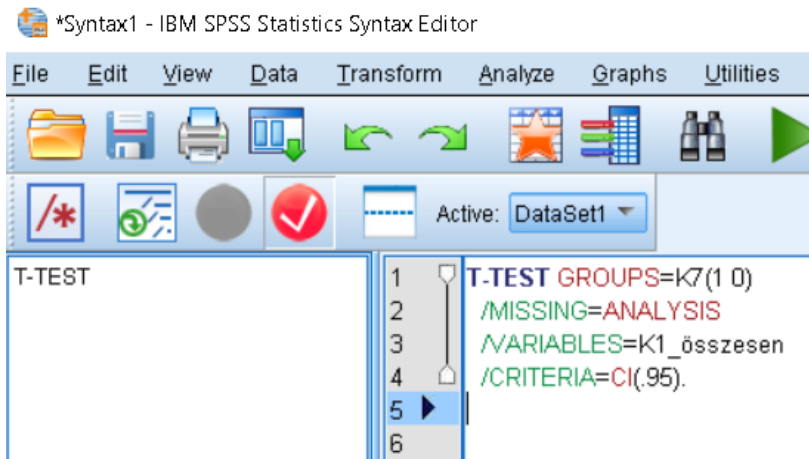 *Syntax1 - IBM SPSS Statistics Syntax Editor
File Edit View Data Transform Analyze Graphs Utilities
Active: DataSet1
T-TEST
1 T-TEST GROUPS=K7(1 0)
2 /MISSING=ANALYSIS
3 /VARIABLES=K1_összesen
4 /CRITERIA=CI(.95).
5
6